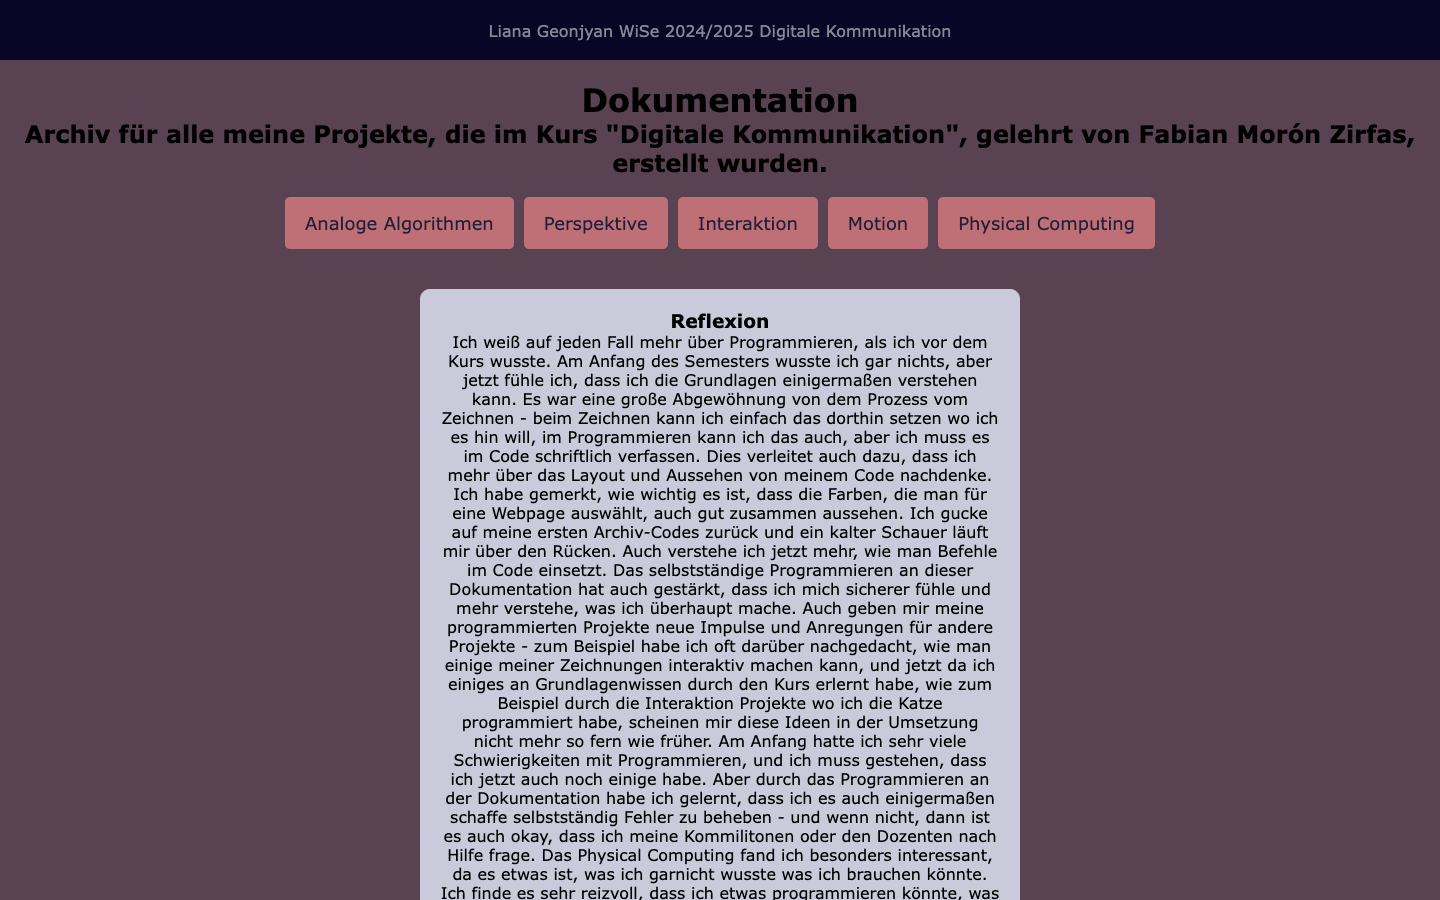 Liana Geonjyan WiSe 2024/2025 Digitale Kommunikation
Dokumentation
Archiv für alle meine Projekte, die im Kurs "Digitale Kommunikation", gelehrt von Fabian Morón Zirfas,
erstellt wurden.
Analoge Algorithmen
Perspektive
Interaktion
Motion
Physical Computing
Reflexion
Ich weiß auf jeden Fall mehr über Programmieren, als ich vor dem
Kurs wusste. Am Anfang des Semesters wusste ich gar nichts, aber
jetzt fühle ich, dass ich die Grundlagen einigermaßen verstehen
kann. Es war eine große Abgewöhnung von dem Prozess vom
Zeichnen - beim Zeichnen kann ich einfach das dorthin setzen wo ich
es hin will, im Programmieren kann ich das auch, aber ich muss es
im Code schriftlich verfassen. Dies verleitet auch dazu, dass ich
mehr über das Layout und Aussehen von meinem Code nachdenke.
Ich habe gemerkt, wie wichtig es ist, dass die Farben, die man für
eine Webpage auswählt, auch gut zusammen aussehen. Ich gucke
auf meine ersten Archiv-Codes zurück und ein kalter Schauer läuft
mir über den Rücken. Auch verstehe ich jetzt mehr, wie man Befehle
im Code einsetzt. Das selbstständige Programmieren an dieser
Dokumentation hat auch gestärkt, dass ich mich sicherer fühle und
mehr verstehe, was ich überhaupt mache. Auch geben mir meine
programmierten Projekte neue Impulse und Anregungen für andere
Projekte - zum Beispiel habe ich oft darüber nachgedacht, wie man
einige meiner Zeichnungen interaktiv machen kann, und jetzt da ich
einiges an Grundlagenwissen durch den Kurs erlernt habe, wie zum
Beispiel durch die Interaktion Projekte wo ich die Katze
programmiert habe, scheinen mir diese Ideen in der Umsetzung
nicht mehr so fern wie früher. Am Anfang hatte ich sehr viele
Schwierigkeiten mit Programmieren, und ich muss gestehen, dass
ich jetzt auch noch einige habe. Aber durch das Programmieren an
der Dokumentation habe ich gelernt, dass ich es auch einigermaßen
schaffe selbstständig Fehler zu beheben - und wenn nicht, dann ist
es auch okay, dass ich meine Kommilitonen oder den Dozenten nach
Hilfe frage. Das Physical Computing fand ich besonders interessant,
da es etwas ist, was ich garnicht wusste was ich brauchen könnte.
Ich finde es sehr reizvoll, dass ich etwas programmieren könnte, was